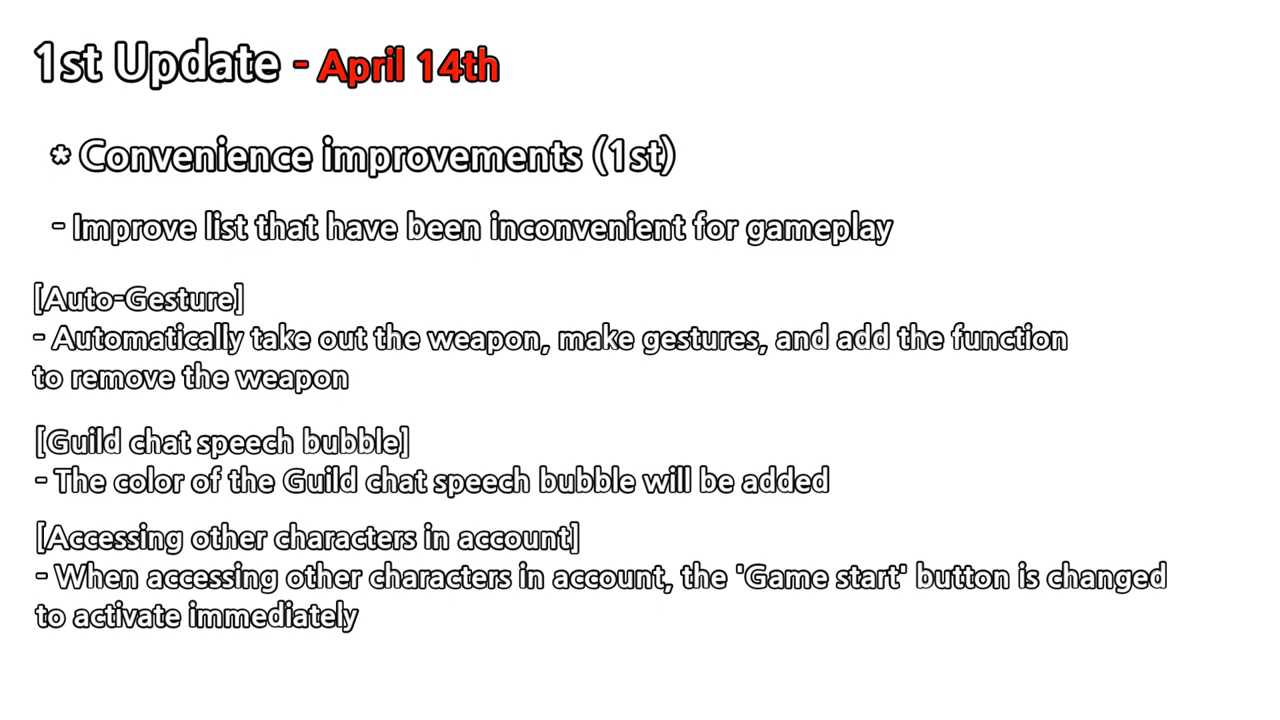 1st Update - April 14th
* Convenience improvements (1st)
- Improve list that have been inconvenient for gameplay
[Auto-Gesture]
- Automatically take out the weapon, make gestures, and add the function
to remove the weapon
[Guild chat speech bubble]
- The color of the Guild chat speech bubble will be added
[Accessing other characters in account]
- When accessing other characters in account, the 'Game start' button is changed
to activate immediately